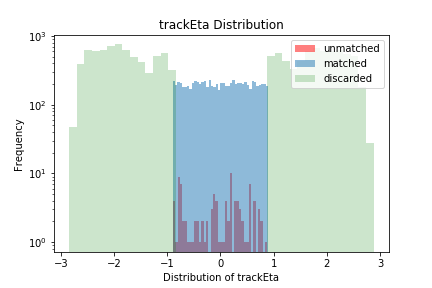 trackEta Distribution
unmatched
matched
discarded
Frequency
10³
10²
10¹
10⁰
−3 −2 −1 0 1 2 3
Distribution of trackEta